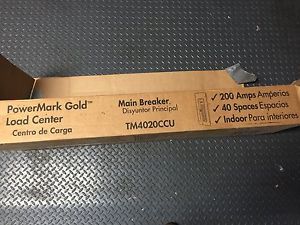 PowerMark Gold™
Load Center
Centro de Carga
Main Breaker
Disyuntor Principal
TM4020CCU
✓ 200 Amps Amperios
✓ 40 Spaces Espacios
✓ Indoor Para interiores